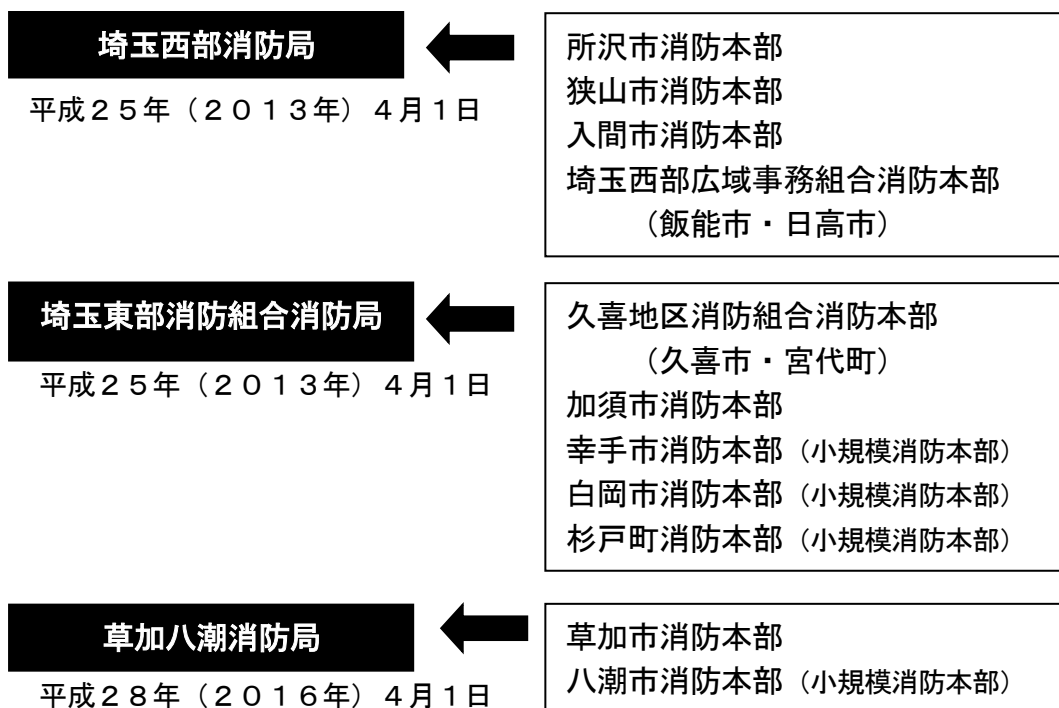 埼玉西部消防局
平成２５年（２０１３年）４月１日
所沢市消防本部
狭山市消防本部
入間市消防本部
埼玉西部広域事務組合消防本部
（飯能市・日高市）
埼玉東部消防組合消防局
平成２５年（２０１３年）４月１日
久喜地区消防組合消防本部
（久喜市・宮代町）
加須市消防本部
幸手市消防本部（小規模消防本部）
白岡市消防本部（小規模消防本部）
杉戸町消防本部（小規模消防本部）
草加八潮消防局
平成２８年（２０１６年）４月１日
草加市消防本部
八潮市消防本部（小規模消防本部）